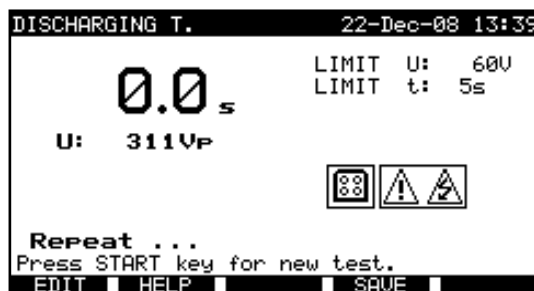 DISCHARGING T. 22-Dec-08 13:39
LIMIT U: 60V
0.0s LIMIT t: 5s
U: 311Vp
Repeat ...
Press START key for new test.
EDIT HELP SAVE